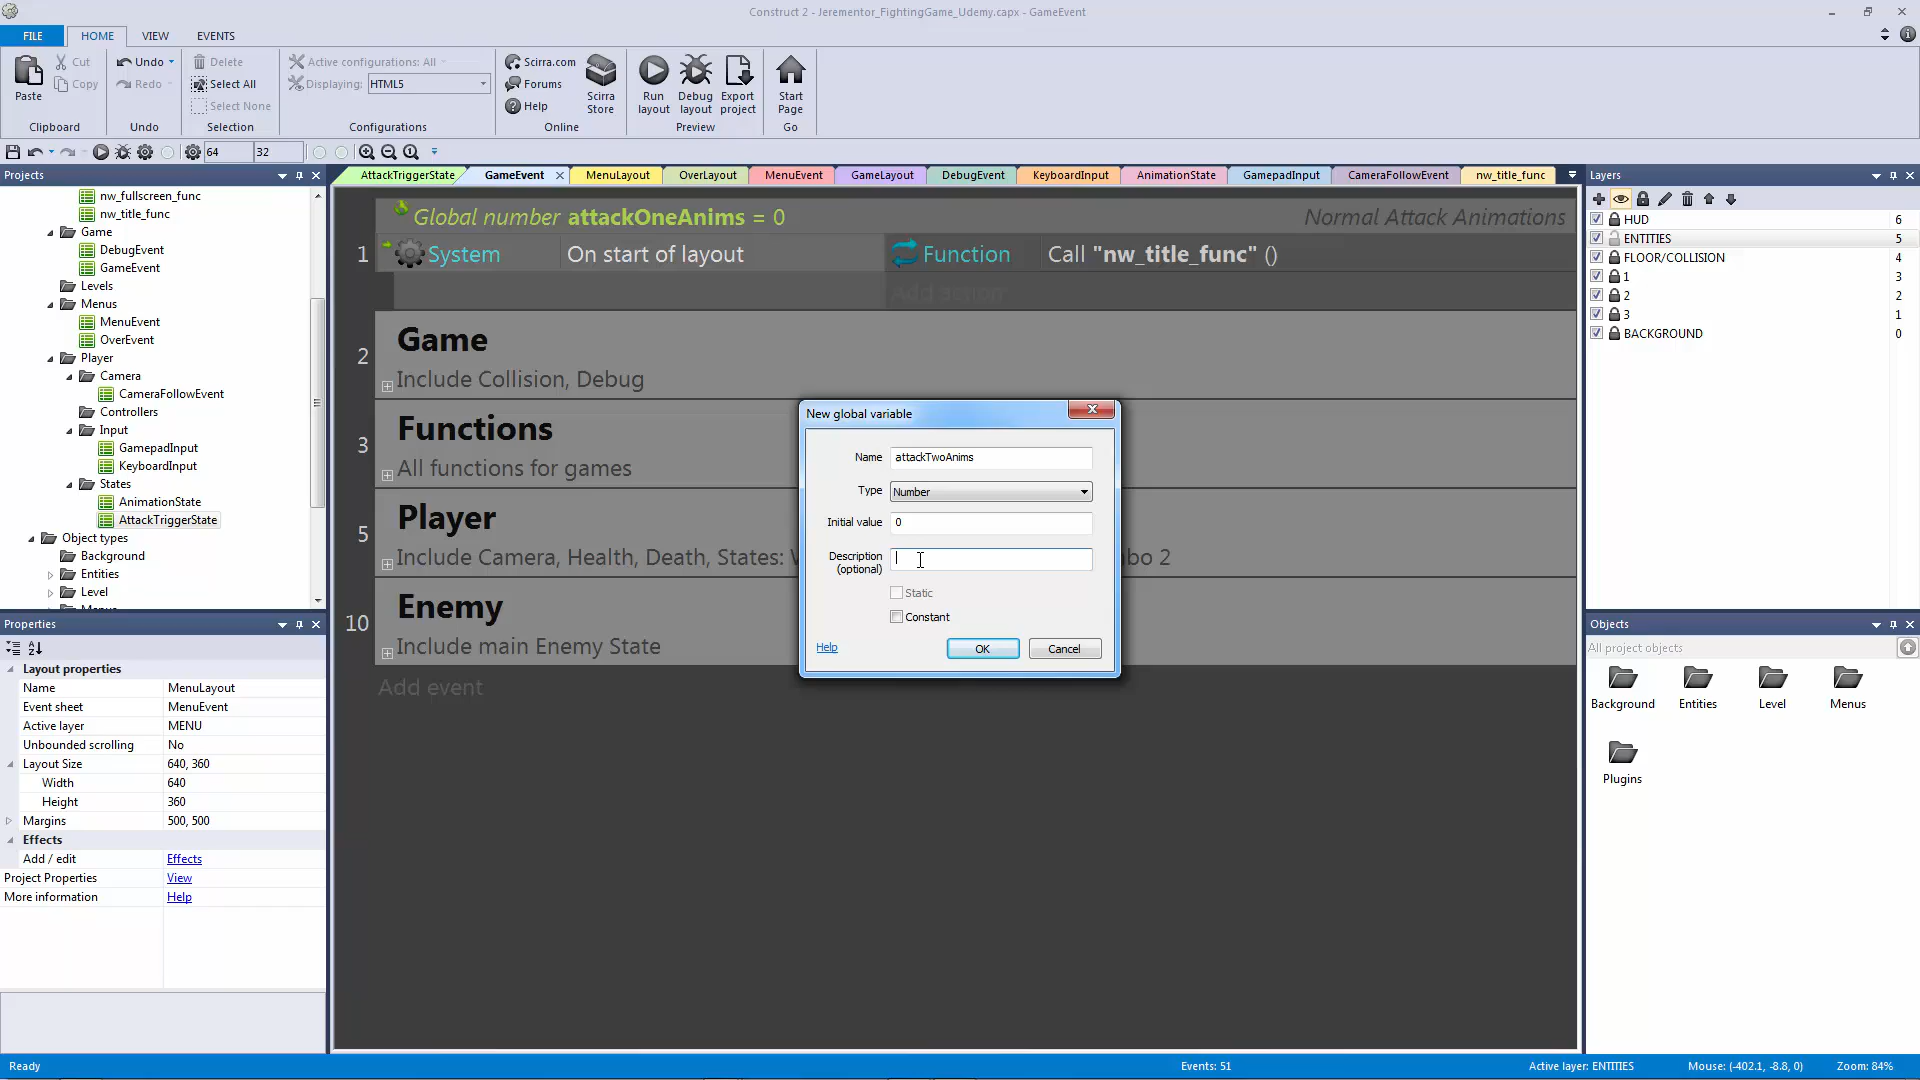 Construct 2 - Jerementor_FightingGame_Udemy.capx - GameEvent
FILE HOME VIEW EVENTS
Paste Cut Copy Clipboard
Undo Redo Undo
Delete Select All Select None Selection
Active configurations: All
Displaying: HTML5
Configurations
Scirra.com Forums Help Scirra Store Online
Run layout Debug layout Export project Preview
Start Page Go
64 32
Projects
nw_fullscreen_func
nw_title_func
Game
DebugEvent
GameEvent
Levels
Menus
MenuEvent
OverEvent
Player
Camera
CameraFollowEvent
Controllers
Input
GamepadInput
KeyboardInput
States
AnimationState
AttackTriggerState
Object types
Background
Entities
Level
Properties
Layout properties
Name MenuLayout
Event sheet MenuEvent
Active layer MENU
Unbounded scrolling No
Layout Size 640, 360
Width 640
Height 360
Margins 500, 500
Effects
Add / edit Effects
Project Properties View
More information Help
AttackTriggerState GameEvent MenuLayout OverLayout MenuEvent GameLayout DebugEvent KeyboardInput AnimationState GamepadInput CameraFollowEvent nw_title_func
Global number attackOneAnims = 0 Normal Attack Animations
1 System On start of layout Function Call "nw_title_func" ()
Add action
2 Game
Include Collision, Debug
3 Functions
All functions for games
5 Player
Include Camera, Health, Death, States: bo 2
10 Enemy
Include main Enemy State
Add event
New global variable
Name attackTwoAnims
Type Number
Initial value 0
Description (optional)
Static
Constant
Help OK Cancel
Layers
HUD 6
ENTITIES 5
FLOOR/COLLISION 4
1 3
2 2
3 1
BACKGROUND 0
Objects
All project objects
Background Entities Level Menus
Plugins
Ready Events: 51 Active layer: ENTITIES Mouse: (-402.1, -8.8, 0) Zoom: 84%